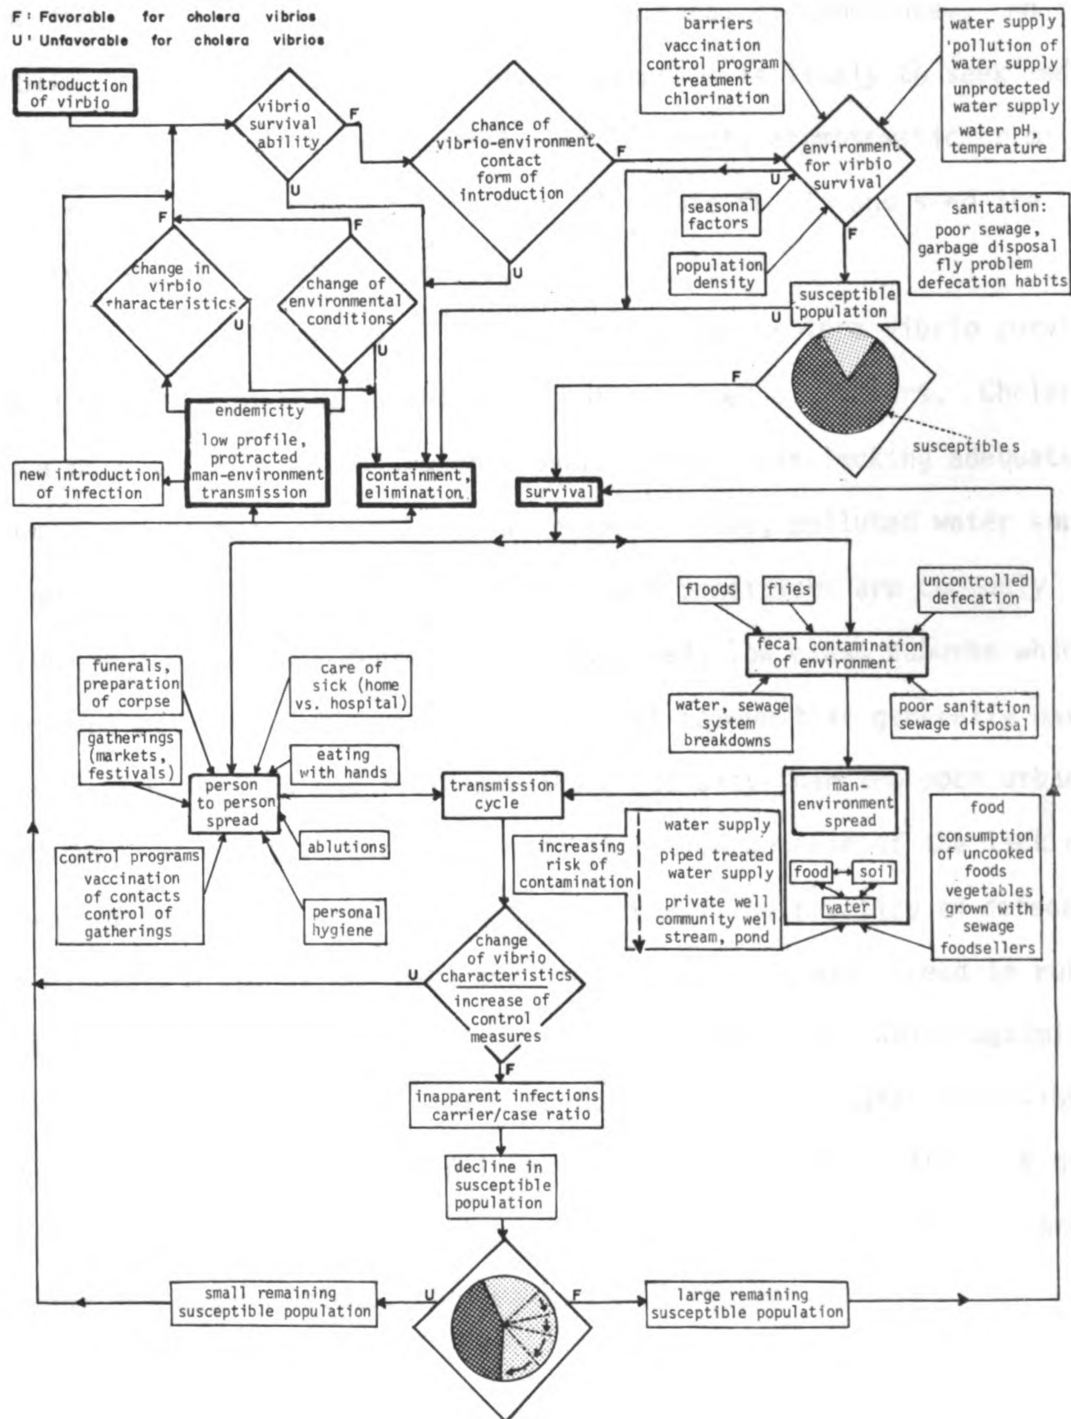 F: Favorable for cholera vibrios
U: Unfavorable for cholera vibrios
introduction
of virbio
vibrio
survival
ability
F
U
chance of
vibrio-environment
contact
form of
introduction
F
U
barriers
vaccination
control program
treatment
chlorination
water supply
pollution of
water supply
unprotected
water supply
water pH,
temperature
environment
for virbio
survival
U
F
seasonal
factors
population
density
sanitation:
poor sewage,
garbage disposal
fly problem
defecation habits
F
change in
virbio
characteristics
U
F
change of
environmental
conditions
U
susceptible
population
U
F
susceptibles
endemicity
low profile,
protracted
man-environment
transmission
new introduction
of infection
containment,
elimination
survival
floods
flies
uncontrolled
defecation
fecal contamination
of environment
water, sewage
system
breakdowns
poor sanitation
sewage disposal
funerals,
preparation
of corpse
care of
sick (home
vs. hospital)
gatherings
(markets,
festivals)
eating
with hands
person
to person
spread
ablutions
control programs
vaccination
of contacts
control of
gatherings
personal
hygiene
transmission
cycle
man-
environment
spread
food
soil
water
increasing
risk of
contamination
water supply
piped treated
water supply
private well
community well
stream, pond
food
consumption
of uncooked
foods
vegetables
grown with
sewage
foodsellers
change
of vibrio
characteristics
increase of
control
measures
U
F
inapparent infections
carrier/case ratio
decline in
susceptible
population
small remaining
susceptible population
U
F
large remaining
susceptible population